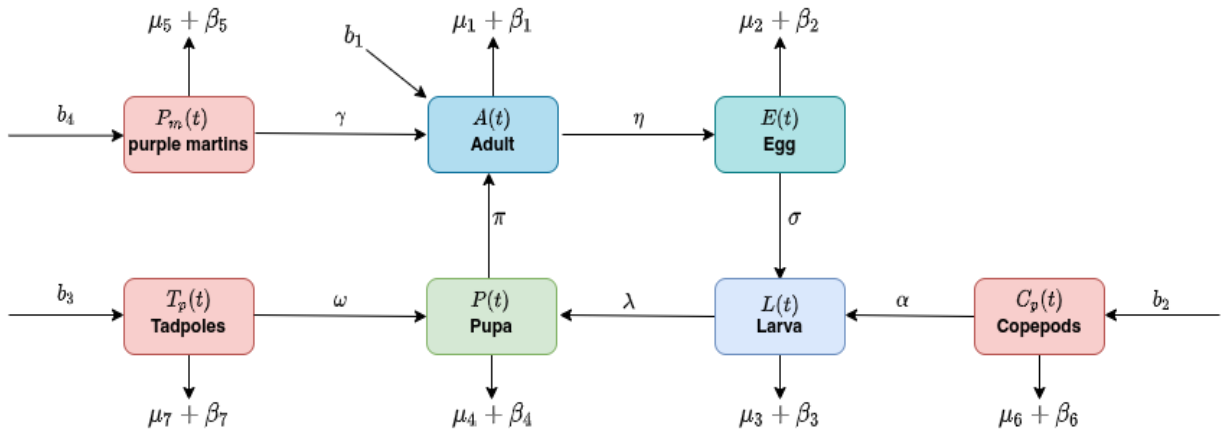 μ₅ + β₅
b₁
μ₁ + β₁
μ₂ + β₂
b₄
Pₘ(t)
purple martins
γ
A(t)
Adult
η
E(t)
Egg
π
σ
b₃
Tₚ(t)
Tadpoles
ω
P(t)
Pupa
λ
L(t)
Larva
α
Cₚ(t)
Copepods
b₂
μ₇ + β₇
μ₄ + β₄
μ₃ + β₃
μ₆ + β₆